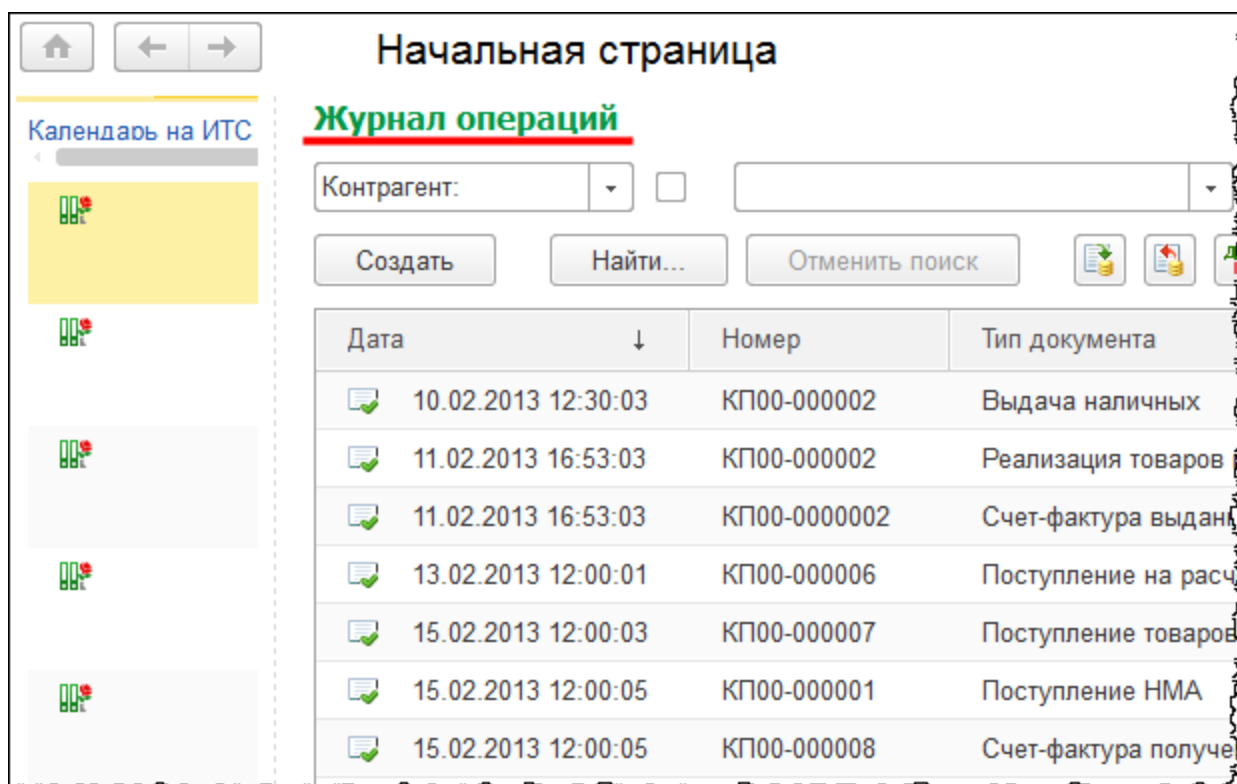 Начальная страница
Календарь на ИТС
Журнал операций
Контрагент:
Создать Найти... Отменить поиск
Дата ↓ Номер Тип документа
10.02.2013 12:30:03 КП00-000002 Выдача наличных
11.02.2013 16:53:03 КП00-000002 Реализация товаров
11.02.2013 16:53:03 КП00-0000002 Счет-фактура выдан
13.02.2013 12:00:01 КП00-000006 Поступление на расч
15.02.2013 12:00:03 КП00-000007 Поступление товаров
15.02.2013 12:00:05 КП00-000001 Поступление НМА
15.02.2013 12:00:05 КП00-000008 Счет-фактура получе